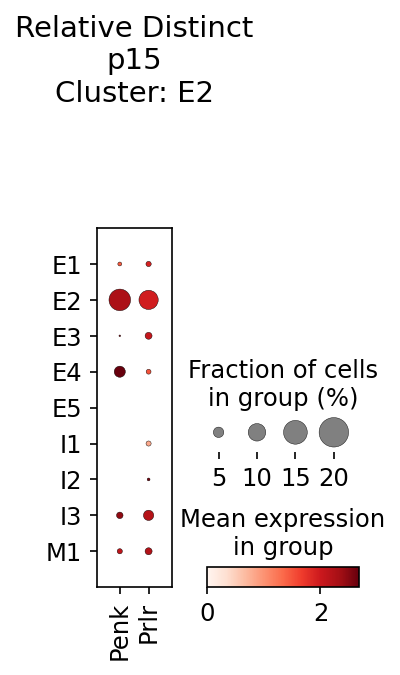 Relative Distinct
p15
Cluster: E2
E1
E2
E3
E4
E5
I1
I2
I3
M1
Penk
Prlr
Fraction of cells
in group (%)
5 10 15 20
Mean expression
in group
0 2